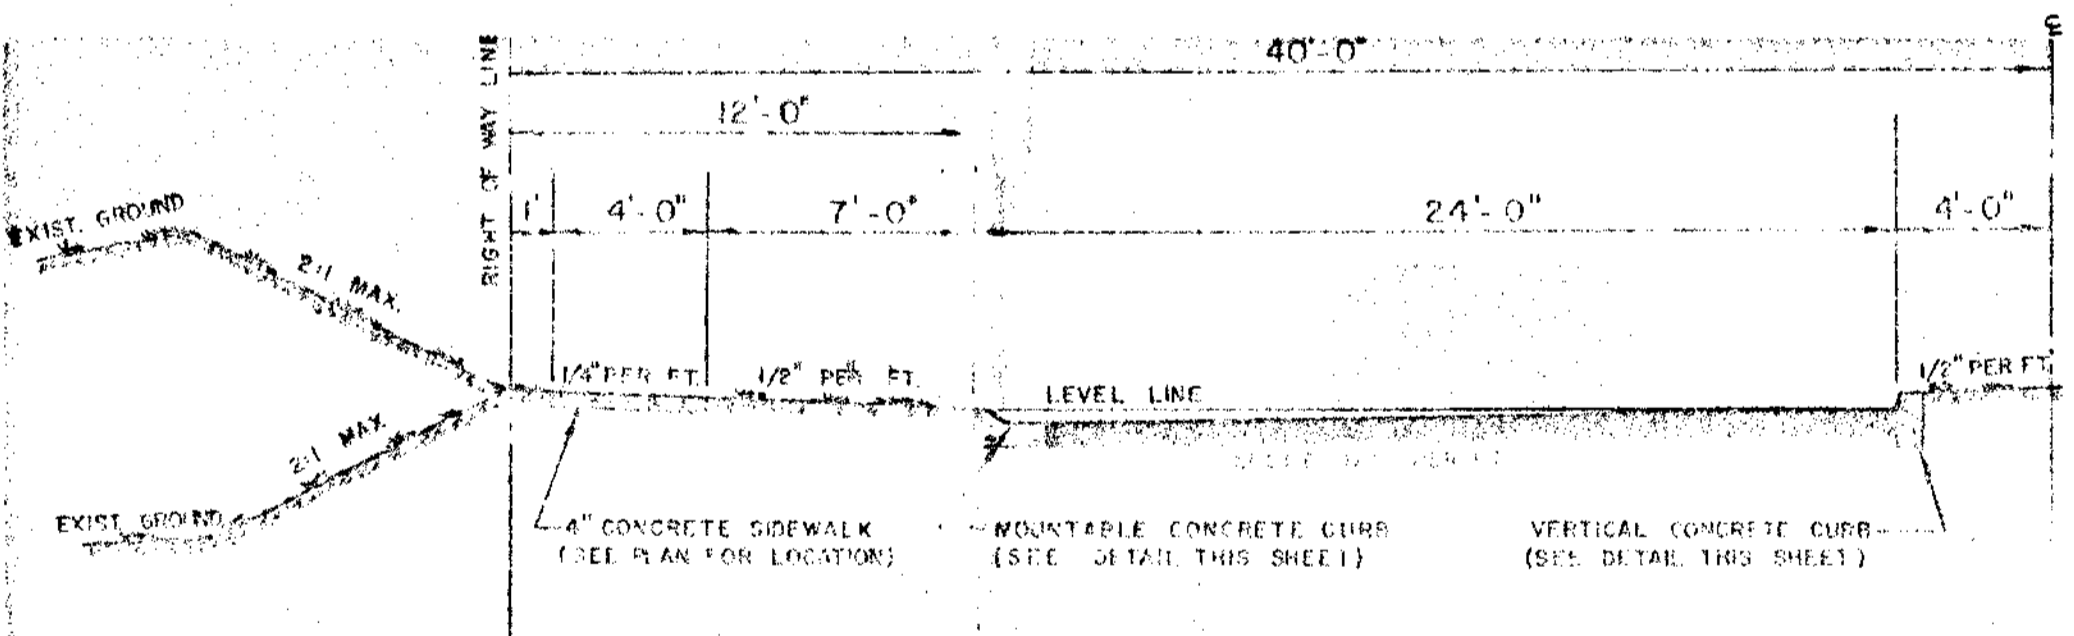 ℄
40'-0"
RIGHT OF WAY LINE
12'-0"
1' 4'-0" 7'-0" 24'-0" 4'-0"
EXIST. GROUND
2:1 MAX.
1/4" PER FT. 1/2" PER FT. 1/2" PER FT.
LEVEL LINE
2:1 MAX.
EXIST. GROUND
4" CONCRETE SIDEWALK
(SEE PLAN FOR LOCATION)
MOUNTABLE CONCRETE CURB
(SEE DETAIL THIS SHEET)
VERTICAL CONCRETE CURB
(SEE DETAIL THIS SHEET)